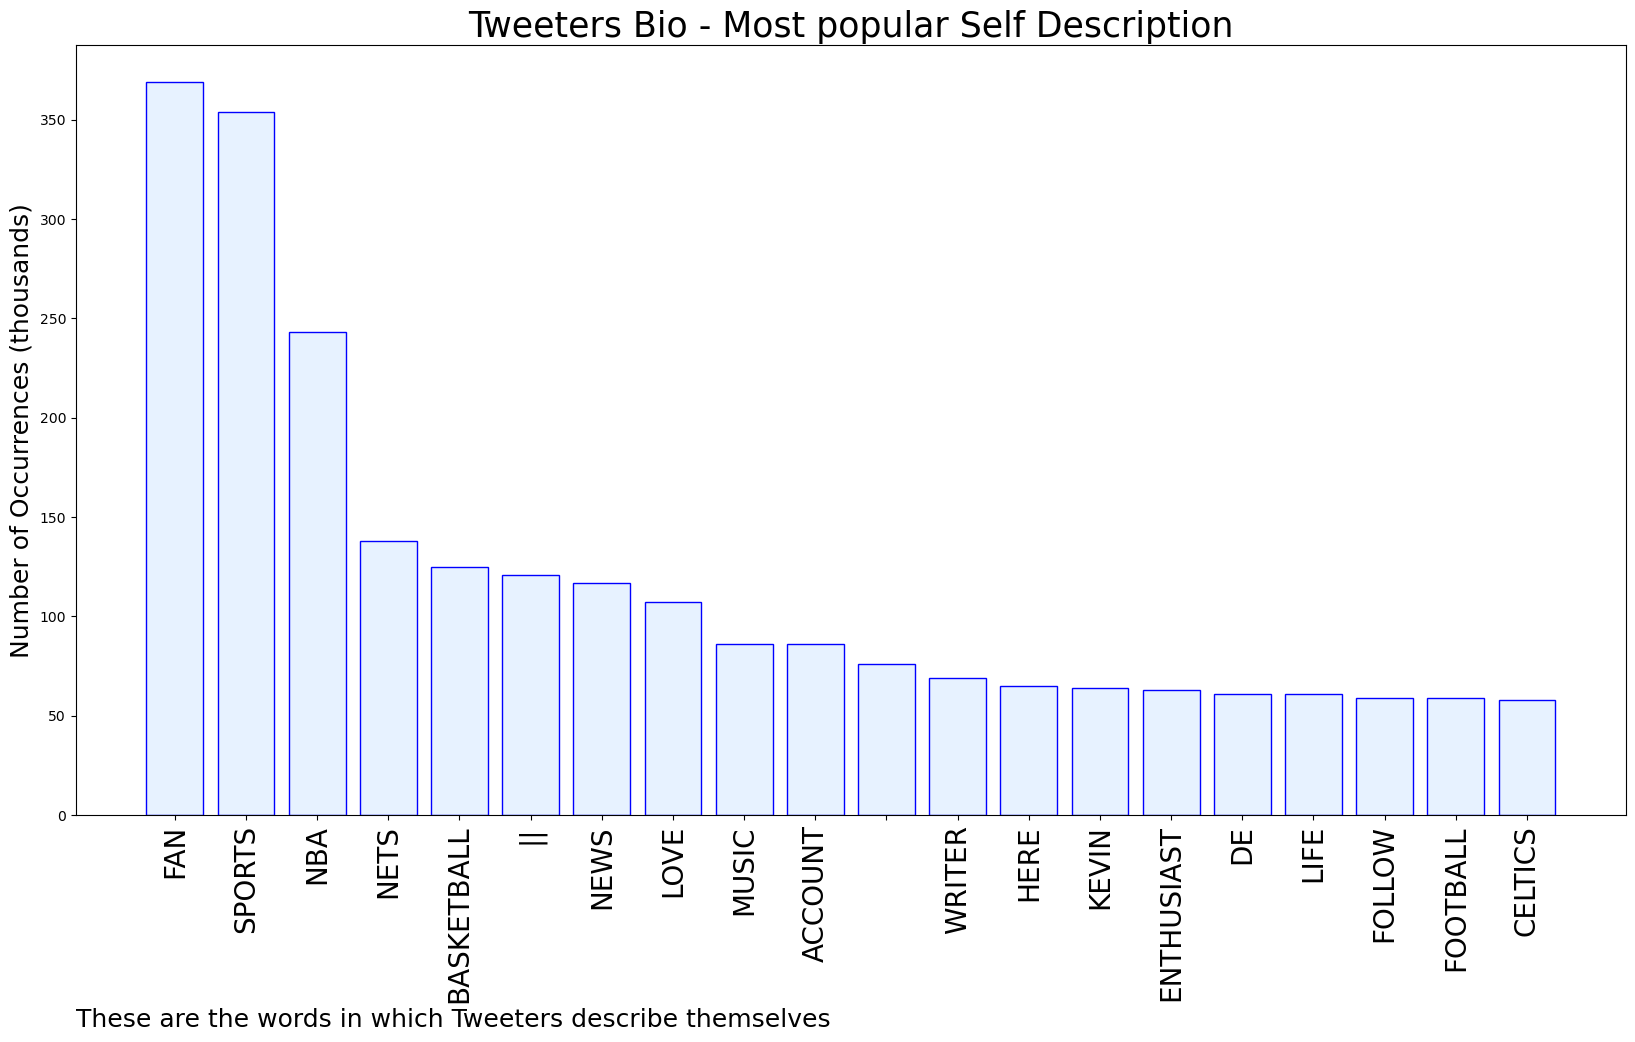 Tweeters Bio - Most popular Self Description
Number of Occurrences (thousands)
350
300
250
200
150
100
50
0
FAN
SPORTS
NBA
NETS
BASKETBALL
||
NEWS
LOVE
MUSIC
ACCOUNT
WRITER
HERE
KEVIN
ENTHUSIAST
DE
LIFE
FOLLOW
FOOTBALL
CELTICS
These are the words in which Tweeters describe themselves